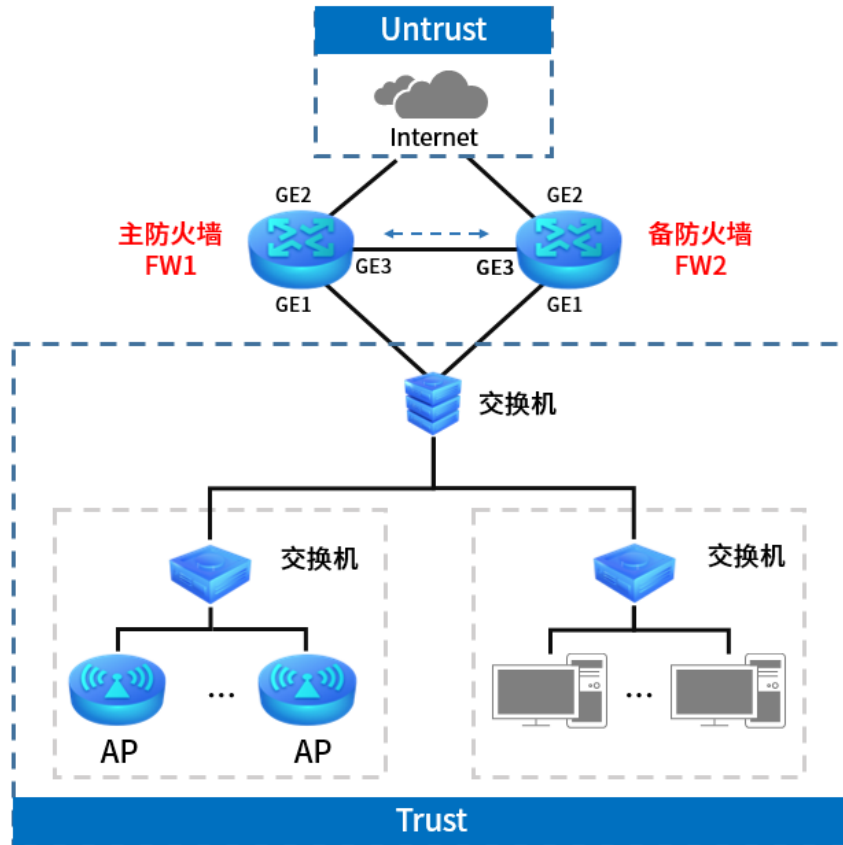 Untrust
Internet
GE2
GE2
主防火墙
FW1
备防火墙
FW2
GE3
GE3
GE1
GE1
交换机
交换机
交换机
...
...
AP
AP
Trust